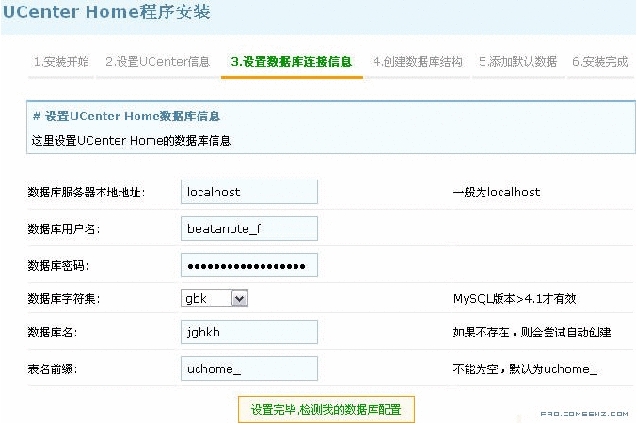 UCenter Home程序安装
1.安装开始 2.设置UCenter信息 3.设置数据库连接信息 4.创建数据库结构 5.添加默认数据 6.安装完成
# 设置UCenter Home数据库信息
这里设置UCenter Home的数据库信息
数据库服务器本地地址: localhost 一般为localhost
数据库用户名: beatanote_f
数据库密码: ●●●●●●●●●●●●●●●●●●
数据库字符集: gbk MySQL版本>4.1才有效
数据库名: jghkh 如果不存在，则会尝试自动创建
表名前缀: uchome_ 不能为空，默认为uchome_
设置完毕,检测我的数据库配置